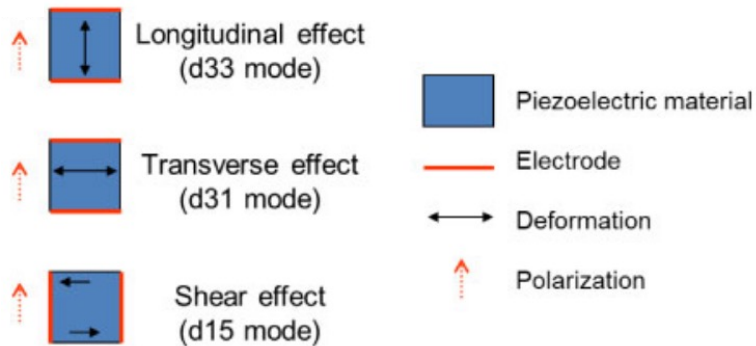 Longitudinal effect
(d33 mode)
Transverse effect
(d31 mode)
Shear effect
(d15 mode)
Piezoelectric material
Electrode
Deformation
Polarization